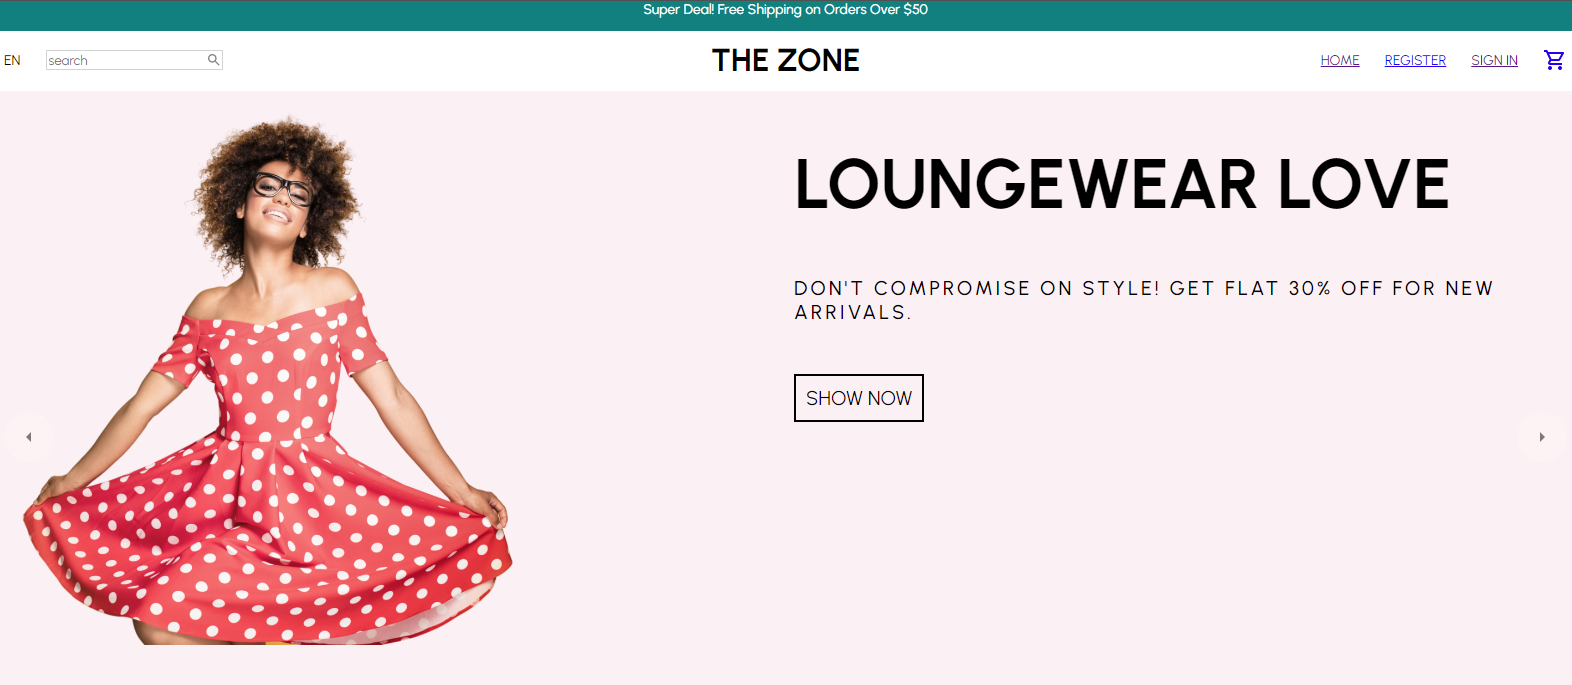 Super Deal! Free Shipping on Orders Over $50
EN
search
THE ZONE
HOME
REGISTER
SIGN IN
LOUNGEWEAR LOVE
DON'T COMPROMISE ON STYLE! GET FLAT 30% OFF FOR NEW
ARRIVALS.
SHOW NOW